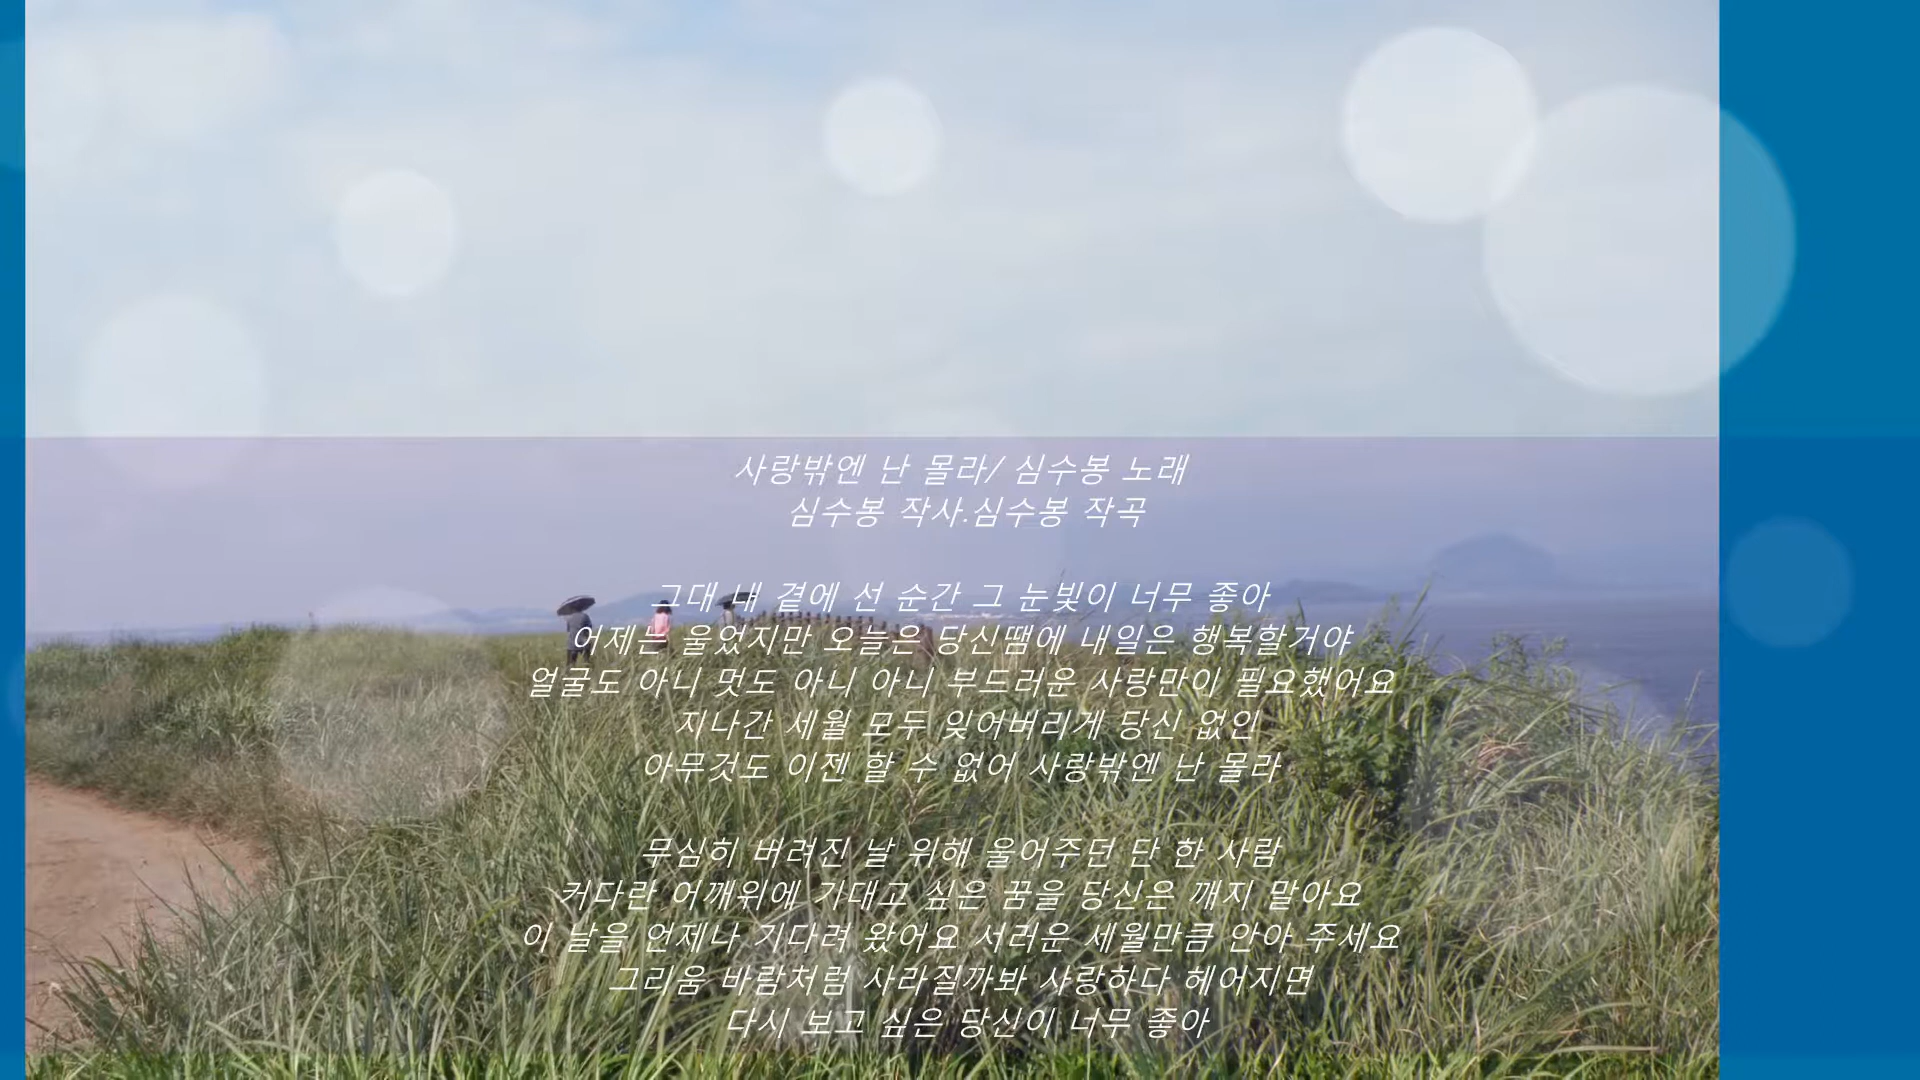 사랑밖엔 난 몰라/ 심수봉 노래
심수봉 작사.심수봉 작곡
그대 내 곁에 선 순간 그 눈빛이 너무 좋아
어제는 울었지만 오늘은 당신땜에 내일은 행복할거야
얼굴도 아니 멋도 아니 아니 부드러운 사랑만이 필요했어요
지나간 세월 모두 잊어버리게 당신 없인
아무것도 이젠 할 수 없어 사랑밖엔 난 몰라
무심히 버려진 날 위해 울어주던 단 한 사람
커다란 어깨위에 기대고 싶은 꿈을 당신은 깨지 말아요
이 날을 언제나 기다려 왔어요 서러운 세월만큼 안아 주세요
그리움 바람처럼 사라질까봐 사랑하다 헤어지면
다시 보고 싶은 당신이 너무 좋아